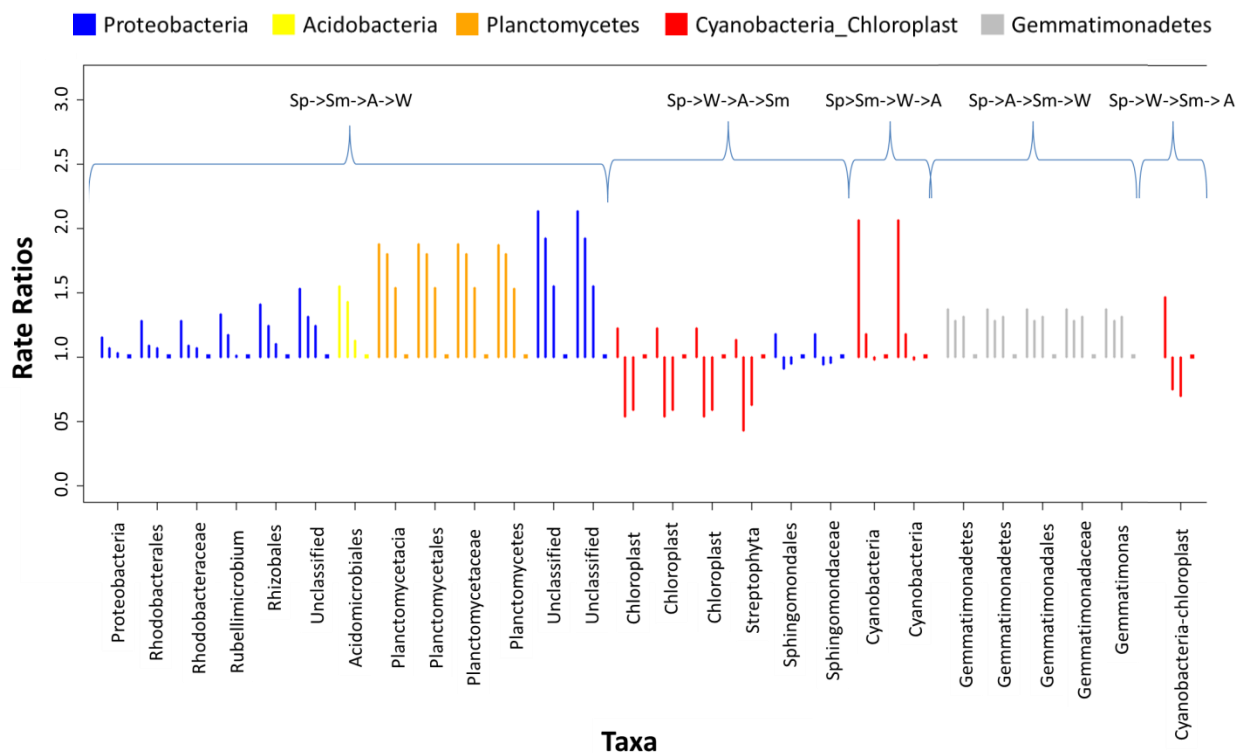 Proteobacteria Acidobacteria Planctomycetes Cyanobacteria_Chloroplast Gemmatimonadetes
Sp->Sm->A->W Sp->W->A->Sm Sp>Sm->W->A Sp->A->Sm->W Sp->W->Sm-> A
Rate Ratios
3.0
2.5
2.0
1.5
1.0
05
0.0
Proteobacteria
Rhodobacterales
Rhodobacteraceae
Rubellimicrobium
Rhizobales
Unclassified
Acidomicrobiales
Planctomycetacia
Planctomycetales
Planctomycetaceae
Planctomycetes
Unclassified
Unclassified
Chloroplast
Chloroplast
Chloroplast
Streptophyta
Sphingomondales
Sphingomondaceae
Cyanobacteria
Cyanobacteria
Gemmatimonadetes
Gemmatimonadetes
Gemmatimonadales
Gemmatimonadaceae
Gemmatimonas
Cyanobacteria-chloroplast
Taxa